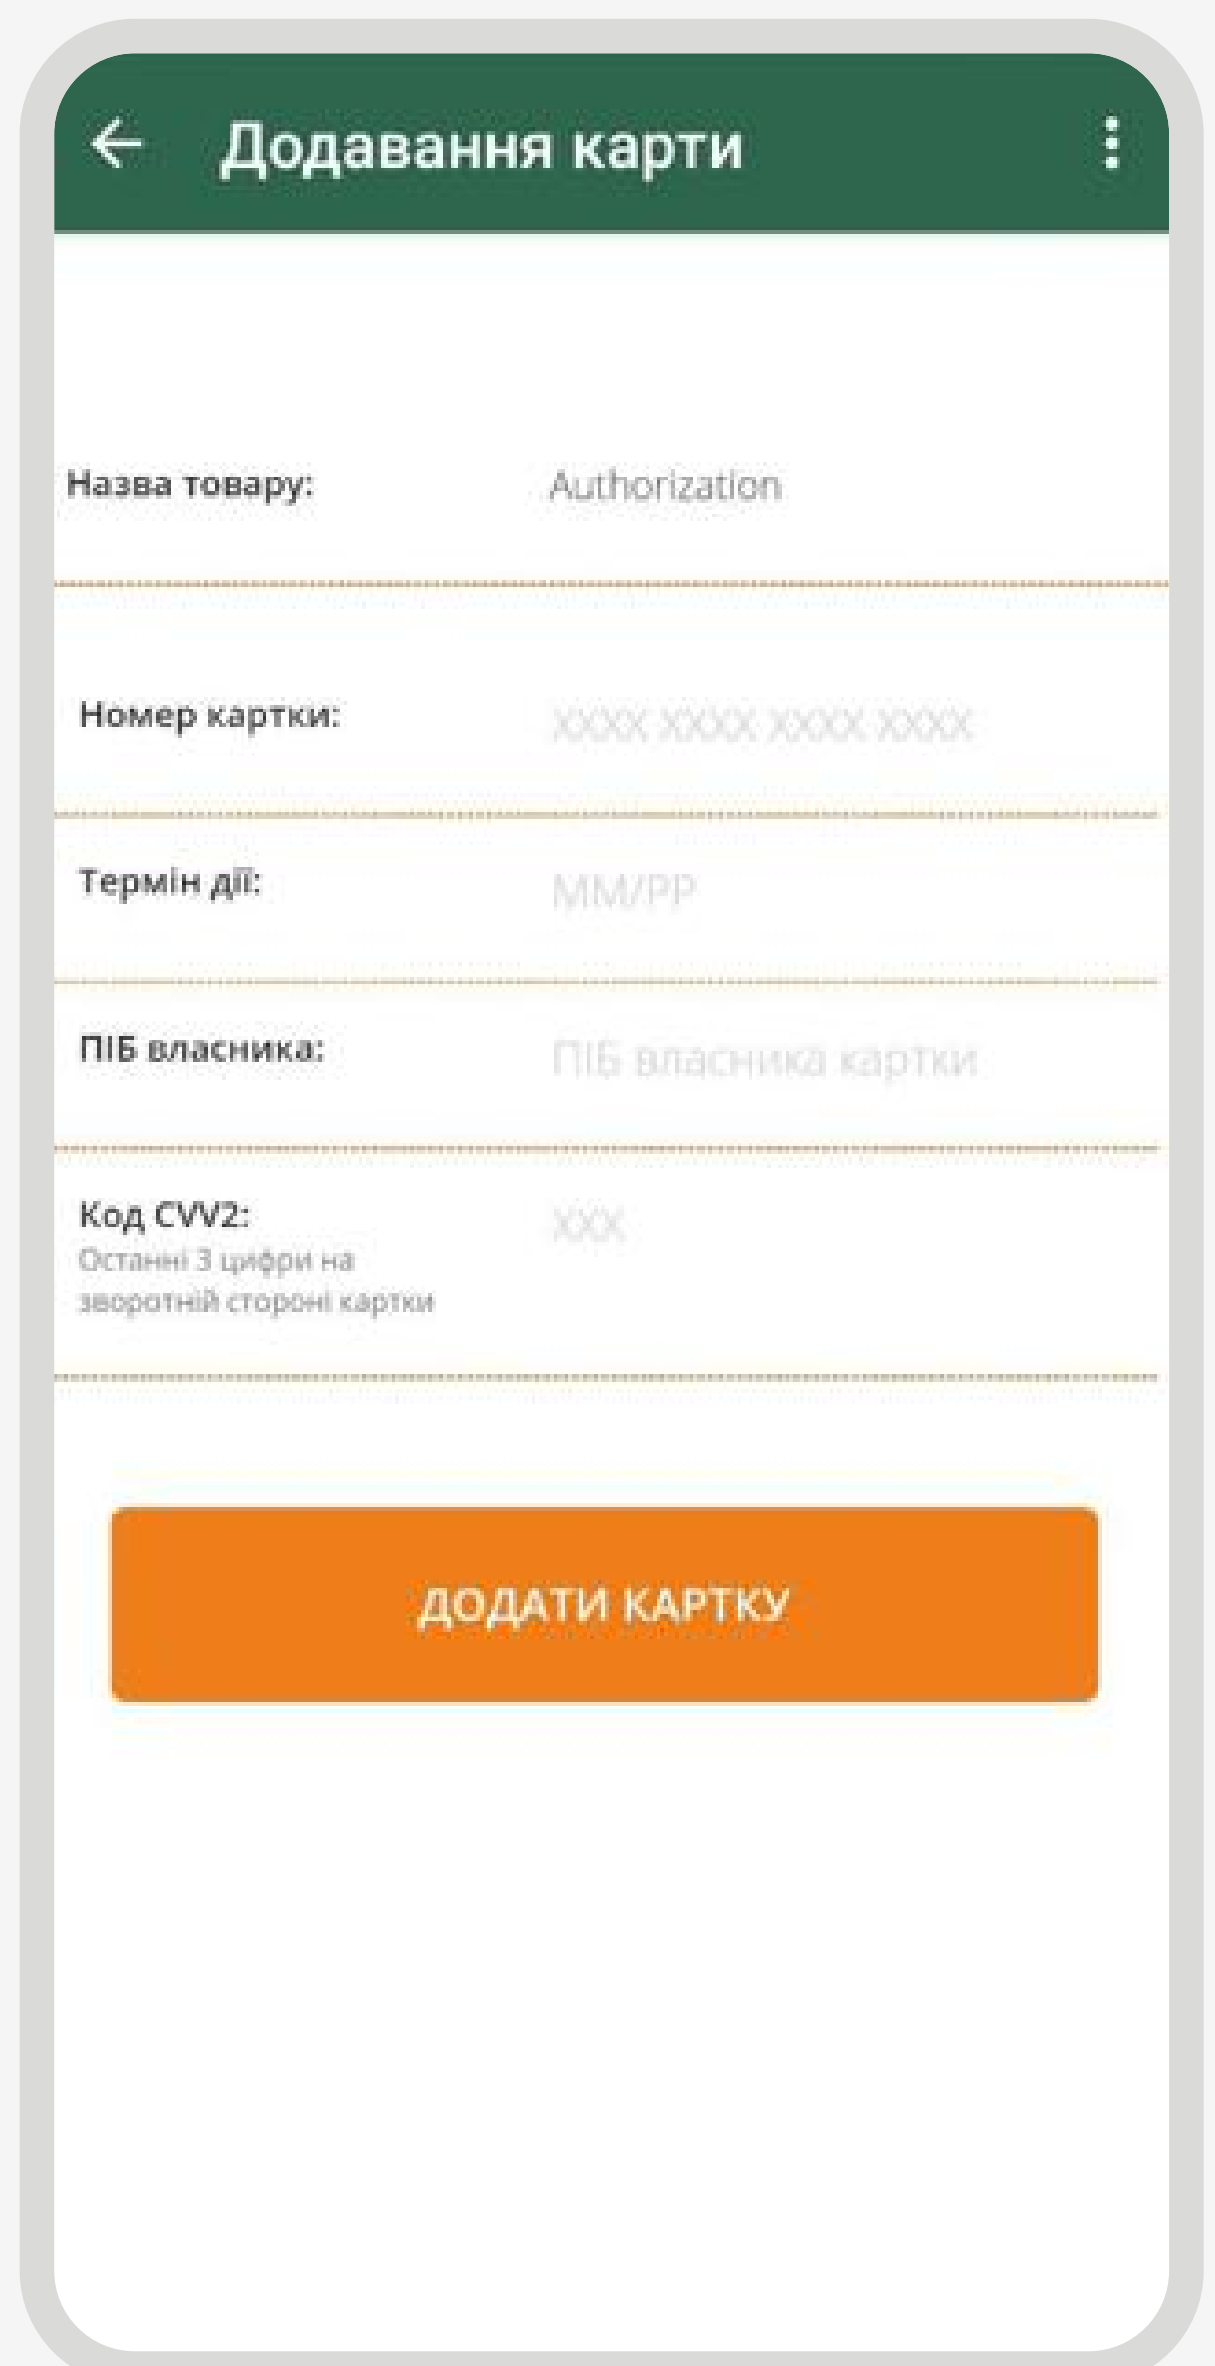 Додавання карти
Назва товару: Authorization
Номер картки: XXXX XXXX XXXX XXXX
Термін дії: ММ/РР
ПІБ власника: ПІБ власника картки
Код CVV2: XXX
Останні 3 цифри на
зворотній стороні картки
ДОДАТИ КАРТКУ